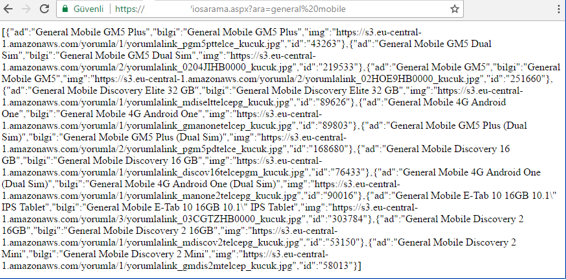 Güvenli https:// iosarama.aspx?ara=general%20mobile
[{"ad":"General Mobile GM5 Plus","bilgi":"General Mobile GM5 Plus","img":"https://s3.eu-central-
1.amazonaws.com/yorumla/1/yorumlalink_pgm5pttelce_kucuk.jpg","id":"43263"},{"ad":"General Mobile GM5 Dual
Sim","bilgi":"General Mobile GM5 Dual Sim","img":"https://s3.eu-central-
1.amazonaws.com/yorumla/2/yorumlalink_0204JIHB0000_kucuk.jpg","id":"219533"},{"ad":"General Mobile GM5","bilgi":"General
Mobile GM5","img":"https://s3.eu-central-1.amazonaws.com/yorumla/2/yorumlalink_02HOE9HB0000_kucuk.jpg","id":"251660"},
{"ad":"General Mobile Discovery Elite 32 GB","bilgi":"General Mobile Discovery Elite 32 GB","img":"https://s3.eu-central-
1.amazonaws.com/yorumla/1/yorumlalink_mdiselttelcepg_kucuk.jpg","id":"89626"},{"ad":"General Mobile 4G Android
One","bilgi":"General Mobile 4G Android One","img":"https://s3.eu-central-
1.amazonaws.com/yorumla/1/yorumlalink_gmanonetelcep_kucuk.jpg","id":"89803"},{"ad":"General Mobile GM5 Plus (Dual
Sim)","bilgi":"General Mobile GM5 Plus (Dual Sim)","img":"https://s3.eu-central-
1.amazonaws.com/yorumla/2/yorumlalink_pgm5pdtelce_kucuk.jpg","id":"168680"},{"ad":"General Mobile Discovery 16
GB","bilgi":"General Mobile Discovery 16 GB","img":"https://s3.eu-central-
1.amazonaws.com/yorumla/1/yorumlalink_discov16telcepgm_kucuk.jpg","id":"76433"},{"ad":"General Mobile 4G Android One
(Dual Sim)","bilgi":"General Mobile 4G Android One (Dual Sim)","img":"https://s3.eu-central-
1.amazonaws.com/yorumla/1/yorumlalink_manone2telcep_kucuk.jpg","id":"90016"},{"ad":"General Mobile E-Tab 10 16GB 10.1\"
IPS Tablet","bilgi":"General Mobile E-Tab 10 16GB 10.1\" IPS Tablet","img":"https://s3.eu-central-
1.amazonaws.com/yorumla/3/yorumlalink_03CGTZHB0000_kucuk.jpg","id":"303784"},{"ad":"General Mobile Discovery 2
16GB","bilgi":"General Mobile Discovery 2 16GB","img":"https://s3.eu-central-
1.amazonaws.com/yorumla/1/yorumlalink_mdiscov2telcepg_kucuk.jpg","id":"53150"},{"ad":"General Mobile Discovery 2
Mini","bilgi":"General Mobile Discovery 2 Mini","img":"https://s3.eu-central-
1.amazonaws.com/yorumla/1/yorumlalink_gmdis2mtelcep_kucuk.jpg","id":"58013"}]